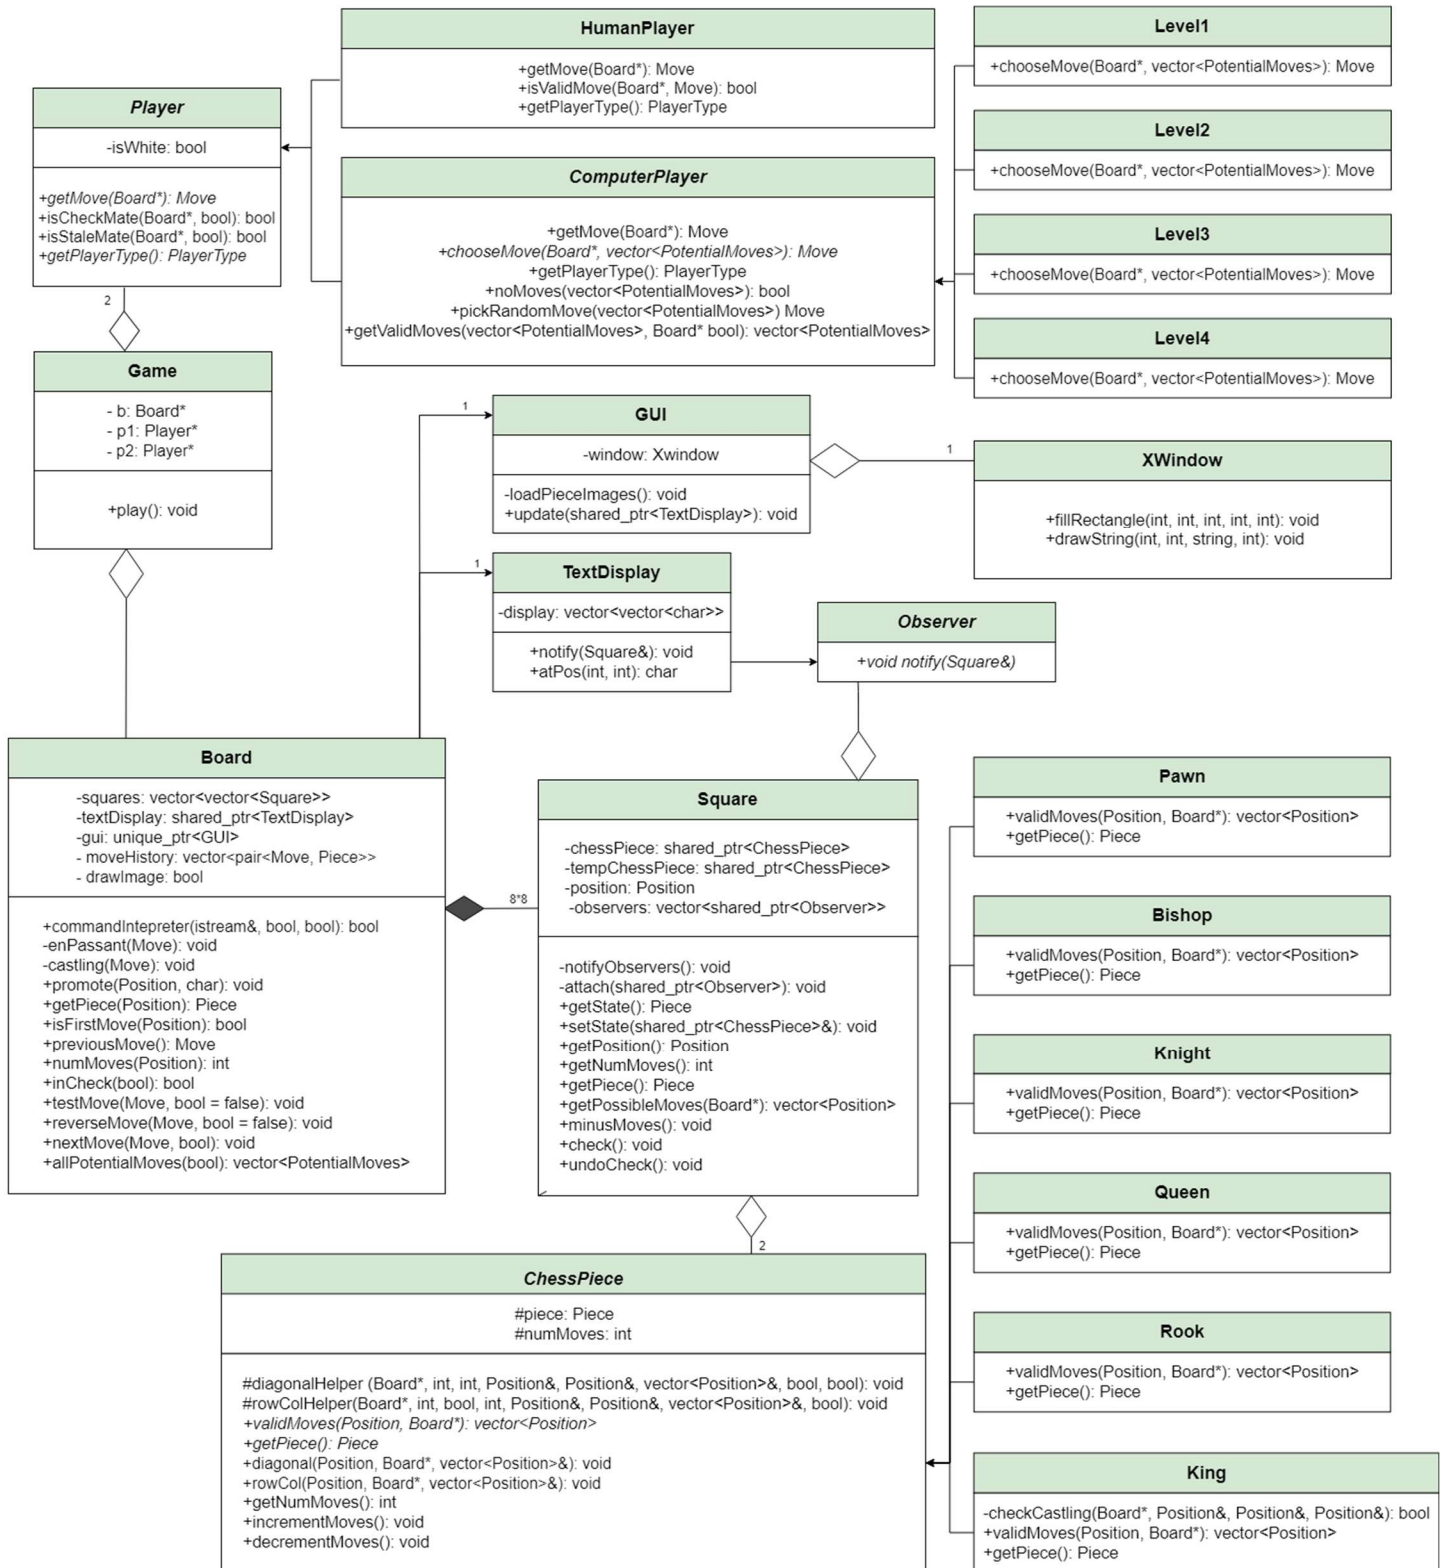 HumanPlayer
+getMove(Board*): Move
+isValidMove(Board*, Move): bool
+getPlayerType(): PlayerType
Level1
+chooseMove(Board*, vector<PotentialMoves>): Move
Player
-isWhite: bool
+getMove(Board*): Move
+isCheckMate(Board*, bool): bool
+isStaleMate(Board*, bool): bool
+getPlayerType(): PlayerType
2
ComputerPlayer
+getMove(Board*): Move
+chooseMove(Board*, vector<PotentialMoves>): Move
+getPlayerType(): PlayerType
+noMoves(vector<PotentialMoves>): bool
+pickRandomMove(vector<PotentialMoves>) Move
+getValidMoves(vector<PotentialMoves>, Board* bool): vector<PotentialMoves>
Level2
+chooseMove(Board*, vector<PotentialMoves>): Move
Level3
+chooseMove(Board*, vector<PotentialMoves>): Move
Level4
+chooseMove(Board*, vector<PotentialMoves>): Move
Game
- b: Board*
- p1: Player*
- p2: Player*
+play(): void
1
GUI
-window: Xwindow
-loadPieceImages(): void
+update(shared_ptr<TextDisplay>): void
1
XWindow
+fillRectangle(int, int, int, int, int): void
+drawString(int, int, string, int): void
1
TextDisplay
-display: vector<vector<char>>
+notify(Square&): void
+atPos(int, int): char
Observer
+void notify(Square&)
Board
-squares: vector<vector<Square>>
-textDisplay: shared_ptr<TextDisplay>
-gui: unique_ptr<GUI>
- moveHistory: vector<pair<Move, Piece>>
- drawImage: bool
+commandIntepreter(istream&, bool, bool): bool
-enPassant(Move): void
-castling(Move): void
+promote(Position, char): void
+getPiece(Position): Piece
+isFirstMove(Position): bool
+previousMove(): Move
+numMoves(Position): int
+inCheck(bool): bool
+testMove(Move, bool = false): void
+reverseMove(Move, bool = false): void
+nextMove(Move, bool): void
+allPotentialMoves(bool): vector<PotentialMoves>
8*8
Square
-chessPiece: shared_ptr<ChessPiece>
-tempChessPiece: shared_ptr<ChessPiece>
-position: Position
-observers: vector<shared_ptr<Observer>>
-notifyObservers(): void
-attach(shared_ptr<Observer>): void
+getState(): Piece
+setState(shared_ptr<ChessPiece>&): void
+getPosition(): Position
+getNumMoves(): int
+getPiece(): Piece
+getPossibleMoves(Board*): vector<Position>
+minusMoves(): void
+check(): void
+undoCheck(): void
2
Pawn
+validMoves(Position, Board*): vector<Position>
+getPiece(): Piece
Bishop
+validMoves(Position, Board*): vector<Position>
+getPiece(): Piece
Knight
+validMoves(Position, Board*): vector<Position>
+getPiece(): Piece
Queen
+validMoves(Position, Board*): vector<Position>
+getPiece(): Piece
Rook
+validMoves(Position, Board*): vector<Position>
+getPiece(): Piece
King
-checkCastling(Board*, Position&, Position&, Position&): bool
+validMoves(Position, Board*): vector<Position>
+getPiece(): Piece
ChessPiece
#piece: Piece
#numMoves: int
#diagonalHelper (Board*, int, int, Position&, Position&, vector<Position>&, bool, bool): void
#rowColHelper(Board*, int, bool, int, Position&, Position&, vector<Position>&, bool): void
+validMoves(Position, Board*): vector<Position>
+getPiece(): Piece
+diagonal(Position, Board*, vector<Position>&): void
+rowCol(Position, Board*, vector<Position>&): void
+getNumMoves(): int
+incrementMoves(): void
+decrementMoves(): void